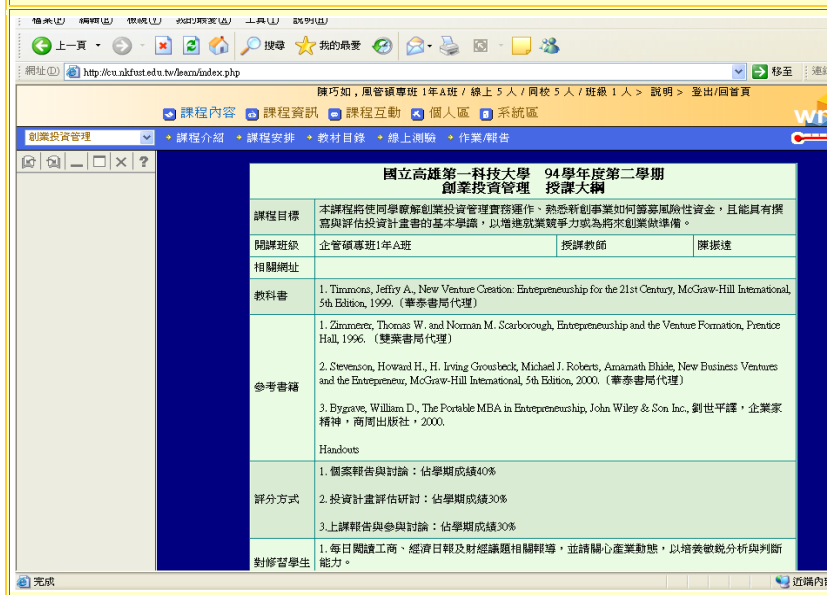 檔案(F) 編輯(E) 檢視(V) 我的最愛(A) 工具(T) 說明(H)
上一頁 搜尋 我的最愛
網址(D) http://cu.nkfust.edu.tw/learn/index.php 移至 連結
陳巧如 , 風管碩專班 1年A班 / 線上 5 人 / 同校 5 人 / 班級 1 人 > 說明 > 登出/回首頁
課程內容 課程資訊 課程互動 個人區 系統區
創業投資管理 課程介紹 課程安排 教材目錄 線上測驗 作業/報告
國立高雄第一科技大學 94學年度第二學期
創業投資管理 授課大綱
課程目標 本課程將使同學瞭解創業投資管理實務運作、熟悉新創事業如何籌募風險性資金,且能具有撰
寫與評估投資計畫書的基本學識,以增進就業競爭力或為將來創業做準備。
開課班級 企管碩專班1年A班 授課教師 陳振遠
相關網址
教科書 1. Timmons, Jeffry A., New Venture Creation: Entrepreneurship for the 21st Century, McGraw-Hill International,
5th Edition, 1999.(華泰書局代理)
1. Zimmerer, Thomas W. and Norman M. Scarborough, Entrepreneurship and the Venture Formation, Prentice
Hall, 1996. (雙葉書局代理)
2. Stevenson, Howard H., H. Irving Grousbeck, Michael J. Roberts, Amarnath Bhide, New Business Ventures
and the Entrepreneur, McGraw-Hill International, 5th Edition, 2000.(華泰書局代理)
參考書籍
3. Bygrave, William D., The Portable MBA in Entrepreneurship, John Wiley & Son Inc., 劉世平譯,企業家
精神,商周出版社,2000.
Handouts
1. 個案報告與討論:佔學期成績40%
評分方式 2. 投資計畫評估研討:佔學期成績30%
3.上課報告與參與討論:佔學期成績30%
1. 每日閱讀工商、經濟日報及財經議題相關報導,並請關心產業動態,以培養敏銳分析與判斷
對修習學生 能力。
完成 近端內